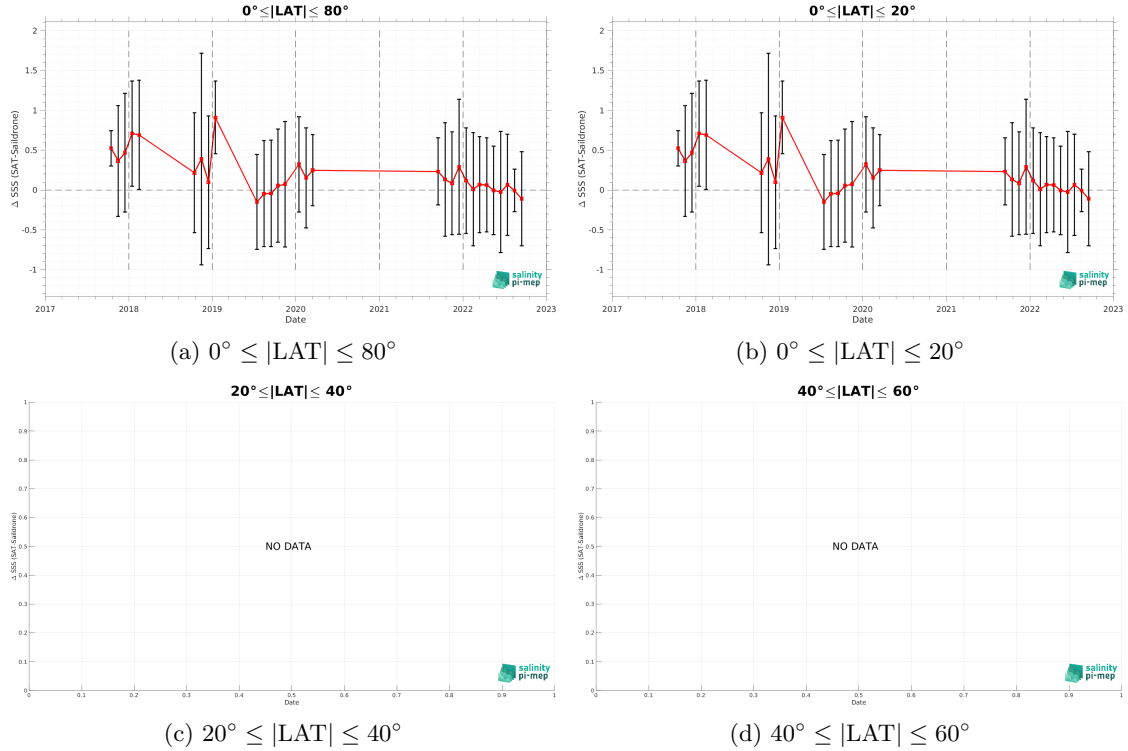 0°≤|LAT|≤ 80°
Δ SSS (SAT-Saildrone)
2
1.5
1
0.5
0
-0.5
-1
2017 2018 2019 2020 2021 2022 2023
Date
salinity
pi-mep
(a) 0° ≤ |LAT| ≤ 80°
0°≤|LAT|≤ 20°
Δ SSS (SAT-Saildrone)
2
1.5
1
0.5
0
-0.5
-1
2017 2018 2019 2020 2021 2022 2023
Date
salinity
pi-mep
(b) 0° ≤ |LAT| ≤ 20°
20°≤|LAT|≤ 40°
Δ SSS (SAT-Saildrone)
1
0.9
0.8
0.7
0.6
0.5
0.4
0.3
0.2
0.1
0
NO DATA
0 0.1 0.2 0.3 0.4 0.5 0.6 0.7 0.8 0.9 1
Date
salinity
pi-mep
(c) 20° ≤ |LAT| ≤ 40°
40°≤|LAT|≤ 60°
Δ SSS (SAT-Saildrone)
1
0.9
0.8
0.7
0.6
0.5
0.4
0.3
0.2
0.1
0
NO DATA
0 0.1 0.2 0.3 0.4 0.5 0.6 0.7 0.8 0.9 1
Date
salinity
pi-mep
(d) 40° ≤ |LAT| ≤ 60°